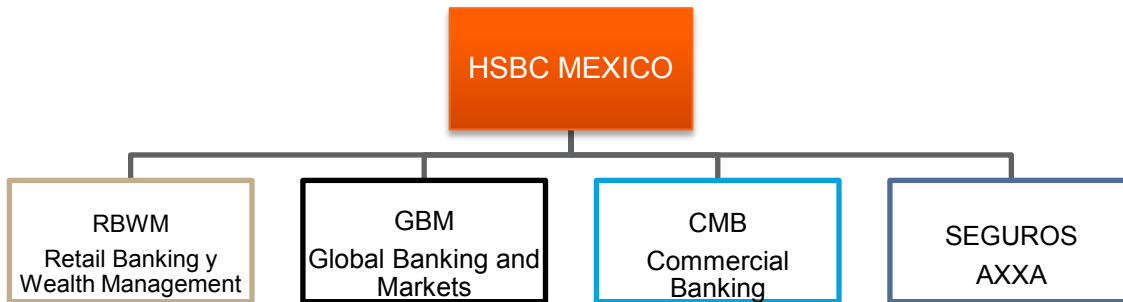 HSBC MEXICO
RBWM
Retail Banking y
Wealth Management
GBM
Global Banking and
Markets
CMB
Commercial
Banking
SEGUROS
AXXA